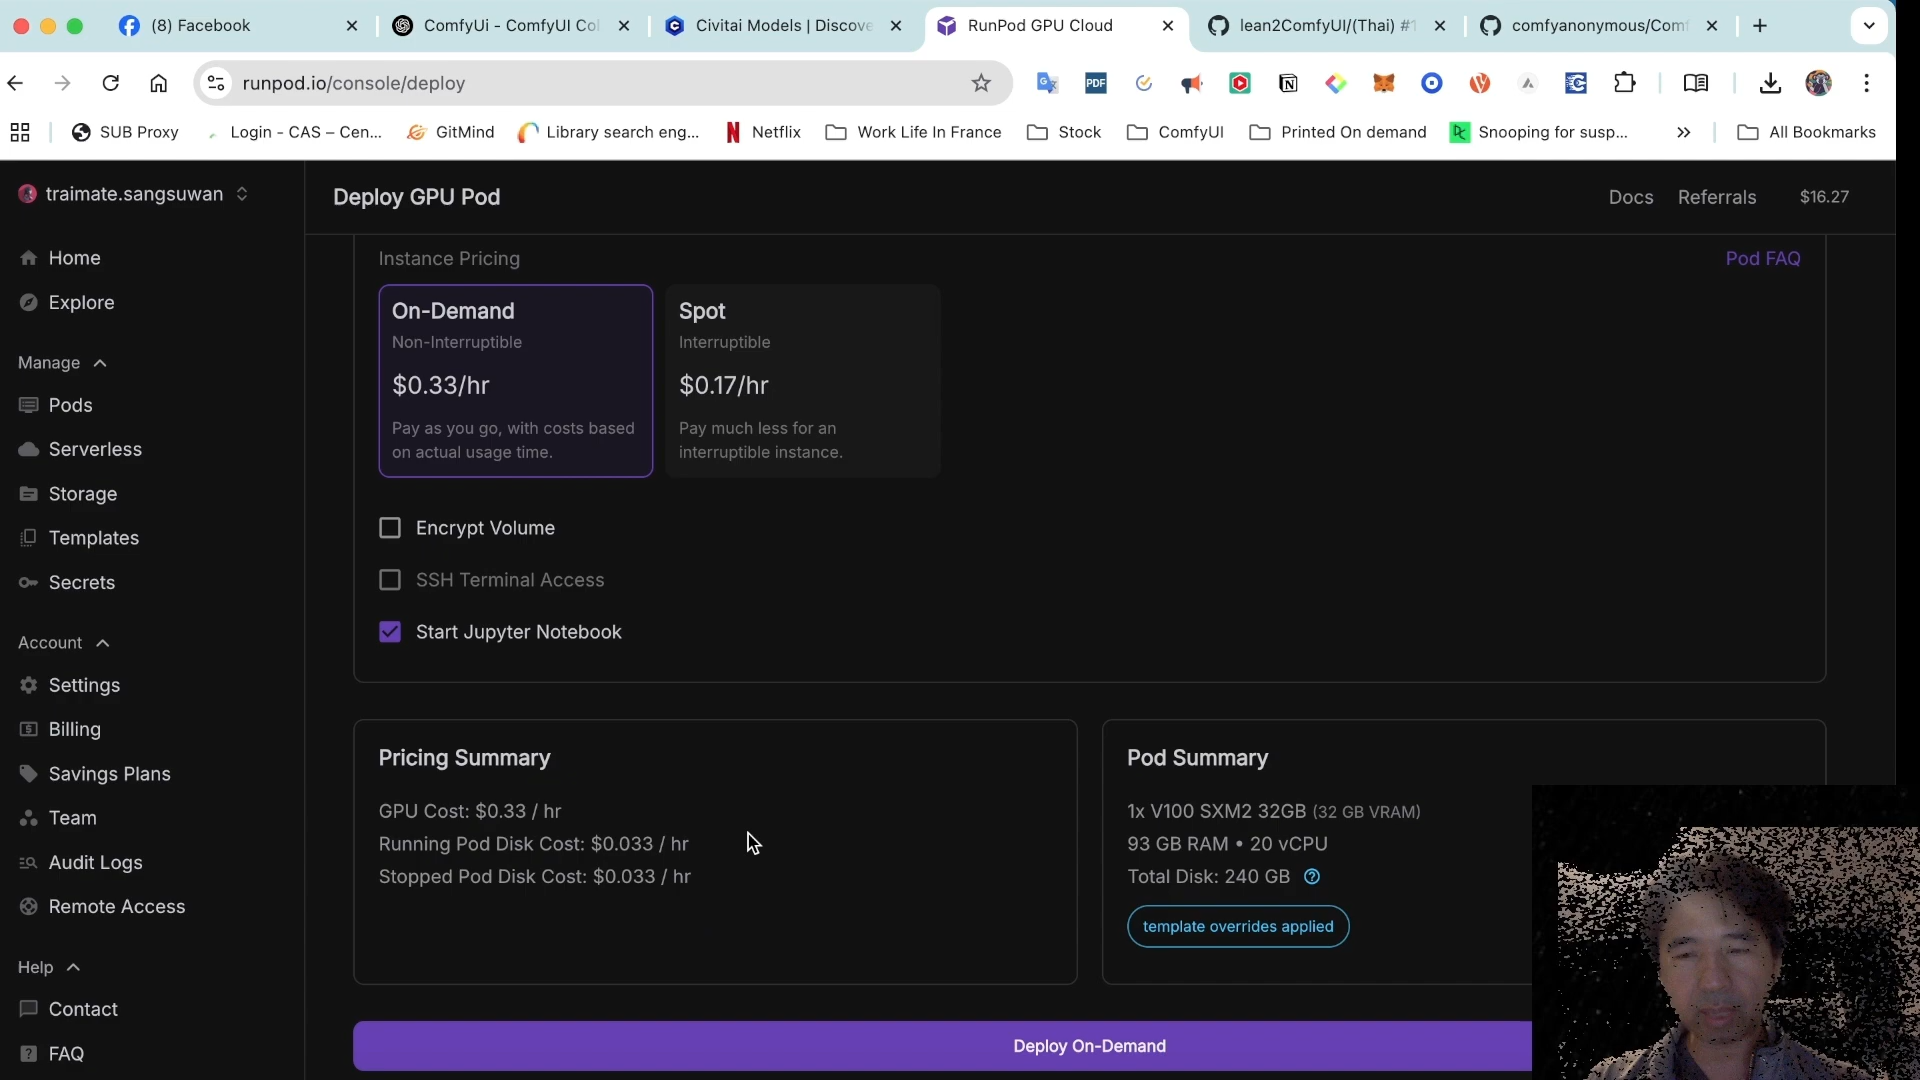 (8) Facebook
ComfyUi - ComfyUI Col
Civitai Models | Discove
RunPod GPU Cloud
lean2ComfyUI/(Thai) #1
comfyanonymous/Comf
runpod.io/console/deploy
PDF
SUB Proxy
Login - CAS – Cen...
GitMind
Library search eng...
Netflix
Work Life In France
Stock
ComfyUI
Printed On demand
Snooping for susp...
All Bookmarks
traimate.sangsuwan
Deploy GPU Pod
Docs
Referrals
$16.27
Home
Explore
Manage
Pods
Serverless
Storage
Templates
Secrets
Account
Settings
Billing
Savings Plans
Team
Audit Logs
Remote Access
Help
Contact
FAQ
Instance Pricing
Pod FAQ
On-Demand
Non-Interruptible
$0.33/hr
Pay as you go, with costs based
on actual usage time.
Spot
Interruptible
$0.17/hr
Pay much less for an
interruptible instance.
Encrypt Volume
SSH Terminal Access
Start Jupyter Notebook
Pricing Summary
GPU Cost: $0.33 / hr
Running Pod Disk Cost: $0.033 / hr
Stopped Pod Disk Cost: $0.033 / hr
Pod Summary
1x V100 SXM2 32GB (32 GB VRAM)
93 GB RAM • 20 vCPU
Total Disk: 240 GB
template overrides applied
Deploy On-Demand